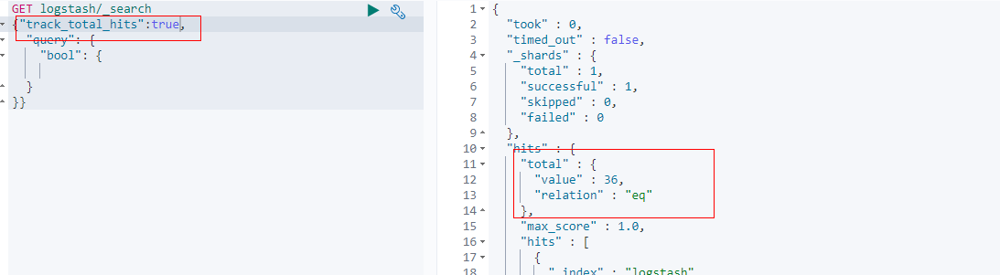 GET logstash/_search
{"track_total_hits":true,
"query": {
"bool": {
}
}}
1 {
2 "took" : 0,
3 "timed_out" : false,
4 "_shards" : {
5 "total" : 1,
6 "successful" : 1,
7 "skipped" : 0,
8 "failed" : 0
9 },
10 "hits" : {
11 "total" : {
12 "value" : 36,
13 "relation" : "eq"
14 },
15 "max_score" : 1.0,
16 "hits" : [
17 {
18 "_index" : "logstash"